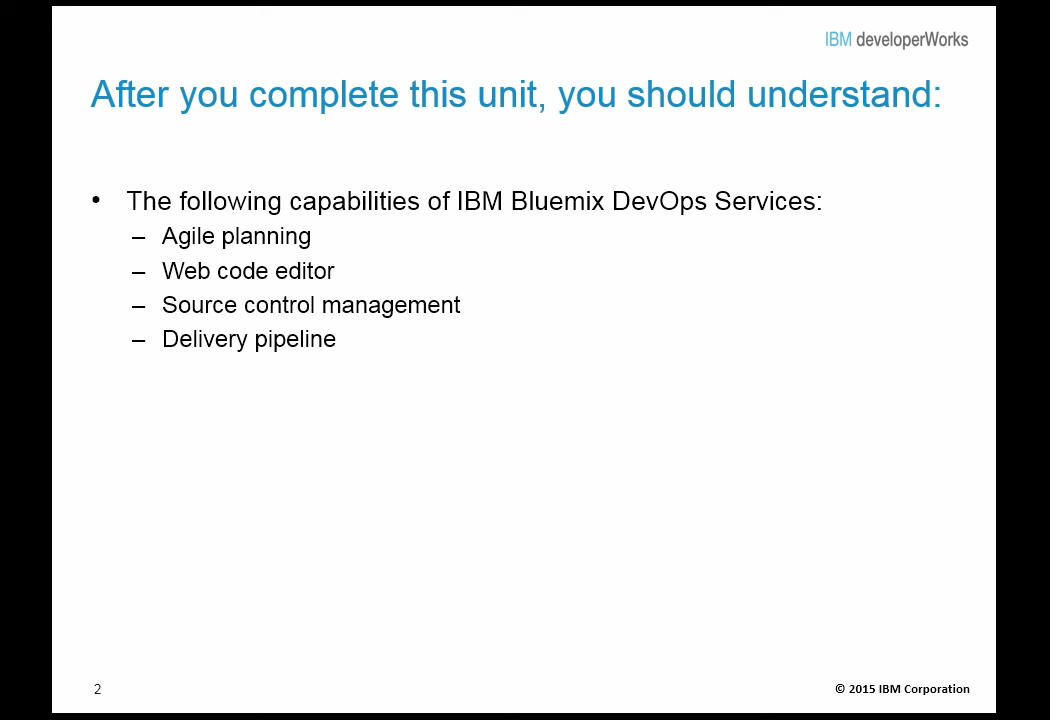 IBM developerWorks
After you complete this unit, you should understand:
• The following capabilities of IBM Bluemix DevOps Services:
– Agile planning
– Web code editor
– Source control management
– Delivery pipeline
2
© 2015 IBM Corporation